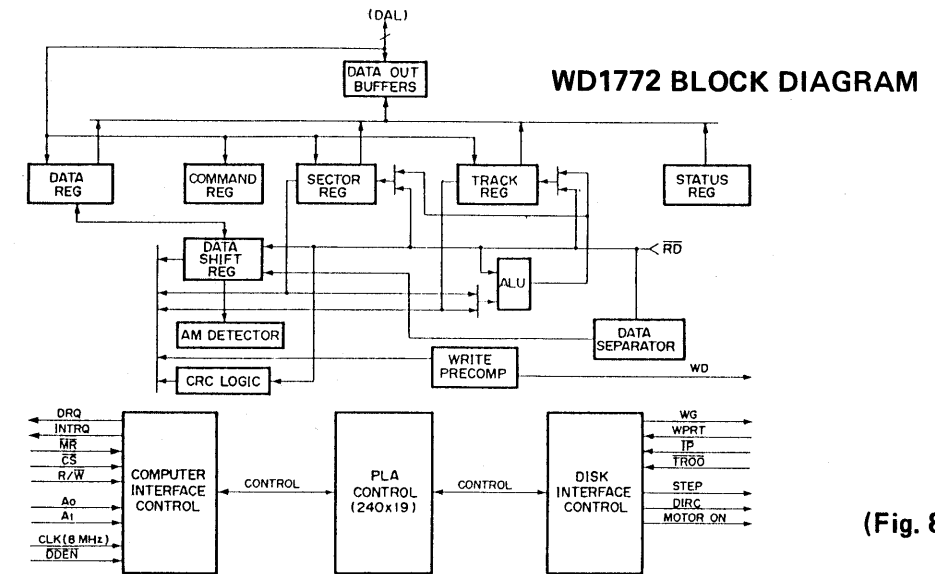 (DAL)
DATA OUT
BUFFERS
WD1772 BLOCK DIAGRAM
DATA
REG
COMMAND
REG
SECTOR
REG
TRACK
REG
STATUS
REG
DATA
SHIFT
REG
RD
ALU
AM DETECTOR
DATA
SEPARATOR
WRITE
PRECOMP
WD
CRC LOGIC
DRQ
INTRQ
MR
CS
R/W
A0
A1
CLK (8 MHz)
DDEN
COMPUTER
INTERFACE
CONTROL
CONTROL
PLA
CONTROL
(240x19)
CONTROL
DISK
INTERFACE
CONTROL
WG
WPRT
IP
TROO
STEP
DIRC
MOTOR ON
(Fig. 8